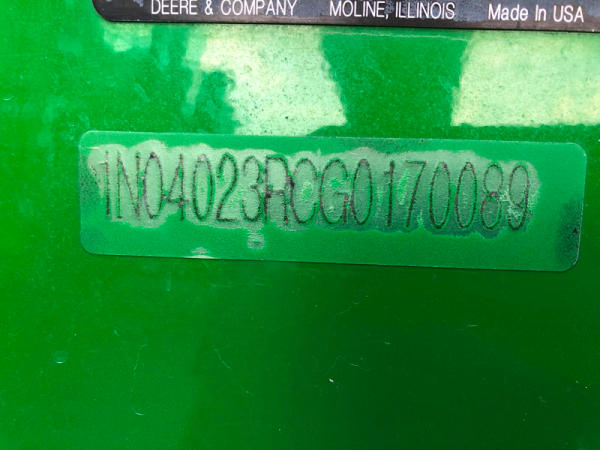 DEERE & COMPANY MOLINE, ILLINOIS Made In USA
1N04023RCG0170089